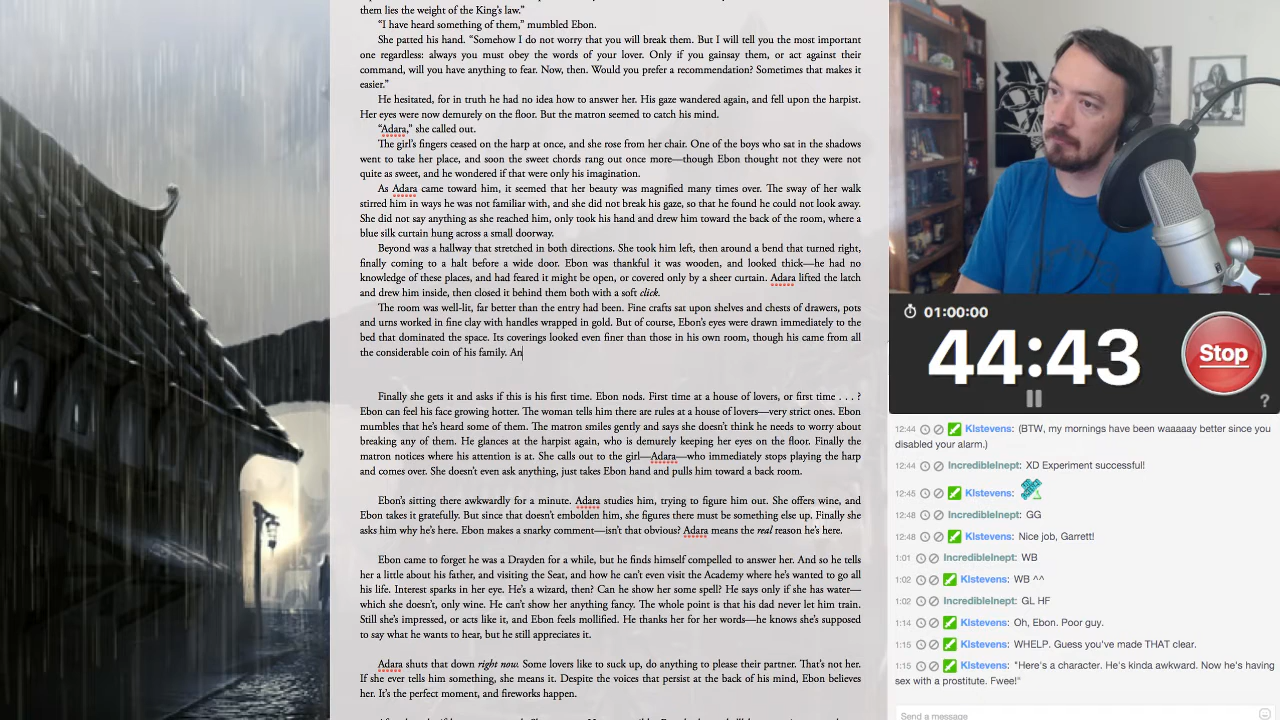 them lies the weight of the King's law.”
“I have heard something of them,” mumbled Ebon.
She patted his hand. “Somehow I do not worry that you will break them. But I will tell you the most important
one regardless: always you must obey the words of your lover. Only if you gainsay them, or act against their
command, will you have anything to fear. Now, then. Would you prefer a recommendation? Sometimes that makes it
easier.”
He hesitated, for in truth he had no idea how to answer her. His gaze wandered again, and fell upon the harpist.
Her eyes were now demurely on the floor. But the matron seemed to catch his mind.
“Adara,” she called out.
The girl's fingers ceased on the harp at once, and she rose from her chair. One of the boys who sat in the shadows
went to take her place, and soon the sweet chords rang out once more—though Ebon thought not they were not
quite as sweet, and he wondered if that were only his imagination.
As Adara came toward him, it seemed that her beauty was magnified many times over. The sway of her walk
stirred him in ways he was not familiar with, and she did not break his gaze, so that he found he could not look away.
She did not say anything as she reached him, only took his hand and drew him toward the back of the room, where a
blue silk curtain hung across a small doorway.
Beyond was a hallway that stretched in both directions. She took him left, then around a bend that turned right,
finally coming to a halt before a wide door. Ebon was thankful it was wooden, and looked thick—he had no
knowledge of these places, and had feared it might be open, or covered only by a sheer curtain. Adara lifted the latch
and drew him inside, then closed it behind them both with a soft click.
The room was well-lit, far better than the entry had been. Fine crafts sat upon shelves and chests of drawers, pots
and urns worked in fine clay with handles wrapped in gold. But of course, Ebon's eyes were drawn immediately to the
bed that dominated the space. Its coverings looked even finer than those in his own room, though his came from all
the considerable coin of his family. An
Finally she gets it and asks if this is his first time. Ebon nods. First time at a house of lovers, or first time . . . ?
Ebon can feel his face growing hotter. The woman tells him there are rules at a house of lovers—very strict ones. Ebon
mumbles that he's heard some of them. The matron smiles gently and says she doesn't think he needs to worry about
breaking any of them. He glances at the harpist again, who is demurely keeping her eyes on the floor. Finally the
matron notices where his attention is at. She calls out to the girl—Adara—who immediately stops playing the harp
and comes over. She doesn't even ask anything, just takes Ebon hand and pulls him toward a back room.
Ebon's sitting there awkwardly for a minute. Adara studies him, trying to figure him out. She offers wine, and
Ebon takes it gratefully. But since that doesn't embolden him, she figures there must be something else up. Finally she
asks him why he's here. Ebon makes a snarky comment—isn't that obvious? Adara means the real reason he's here.
Ebon came to forget he was a Drayden for a while, but he finds himself compelled to answer her. And so he tells
her a little about his father, and visiting the Seat, and how he can't even visit the Academy where he's wanted to go all
his life. Interest sparks in her eye. He's a wizard, then? Can he show her some spell? He says only if she has water—
which she doesn't, only wine. He can't show her anything fancy. The whole point is that his dad never let him train.
Still she's impressed, or acts like it, and Ebon feels mollified. He thanks her for her words—he knows she's supposed
to say what he wants to hear, but he still appreciates it.
Adara shuts that down right now. Some lovers like to suck up, do anything to please their partner. That's not her.
If she ever tells him something, she means it. Despite the voices that persist at the back of his mind, Ebon believes
her. It's the perfect moment, and fireworks happen.
01:00:00
44:43
Stop
?
12:44 KIstevens: (BTW, my mornings have been waaaaay better since you
disabled your alarm.)
12:44 IncredibleInept: XD Experiment successful!
12:45 KIstevens:
12:48 IncredibleInept: GG
12:48 KIstevens: Nice job, Garrett!
1:01 IncredibleInept: WB
1:02 KIstevens: WB ^^
1:02 IncredibleInept: GL HF
1:14 KIstevens: Oh, Ebon. Poor guy.
1:15 KIstevens: WHELP. Guess you've made THAT clear.
1:15 KIstevens: "Here's a character. He's kinda awkward. Now he's having
sex with a prostitute. Fwee!"
Send a message